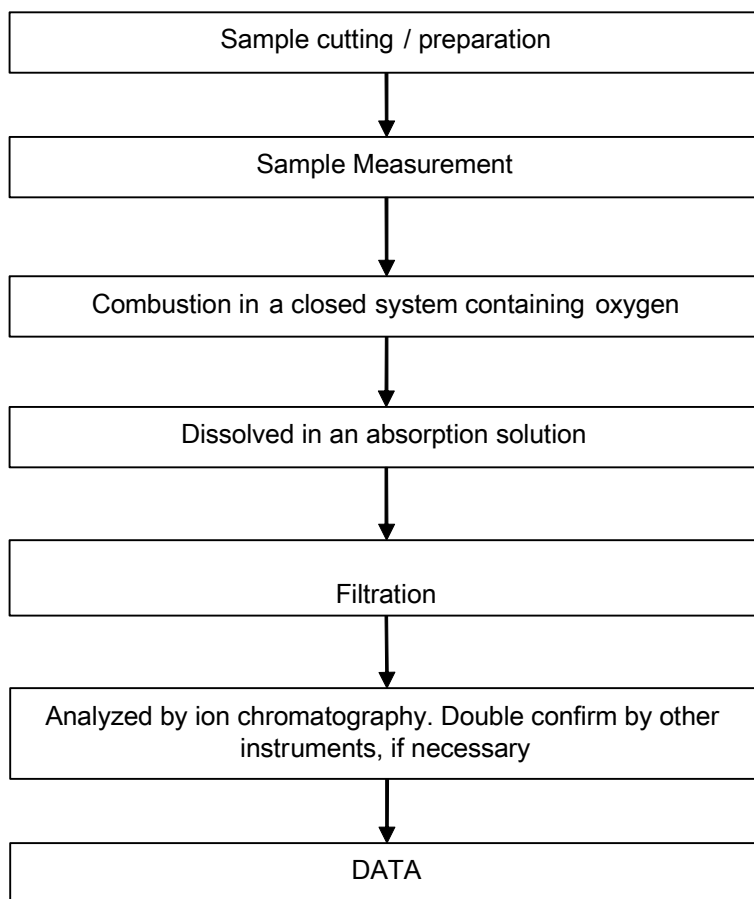 Sample cutting / preparation
Sample Measurement
Combustion in a closed system containing oxygen
Dissolved in an absorption solution
Filtration
Analyzed by ion chromatography. Double confirm by other
instruments, if necessary
DATA